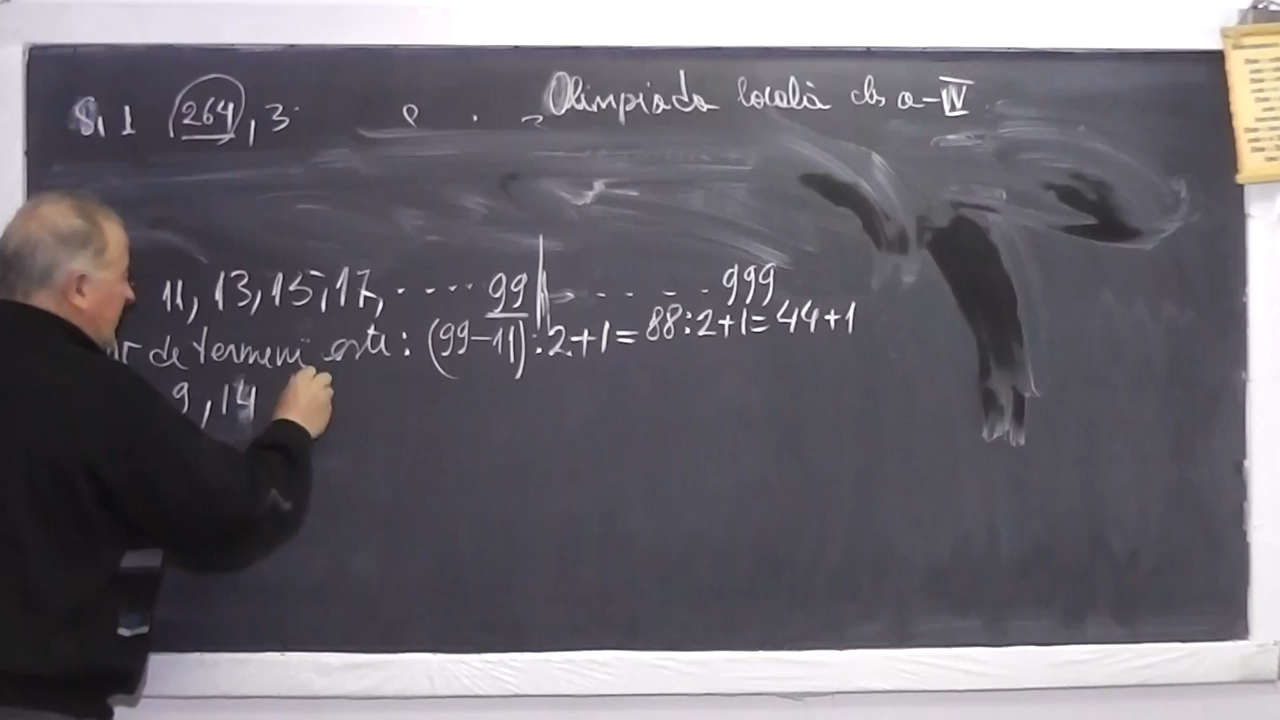 S, 1 (264), 3
Olimpiada locală cls a-IV
11, 13, 15, 17, ..... 99 ..... 999
de termeni este: (99-11):2+1= 88:2+1= 44+1
9, 14